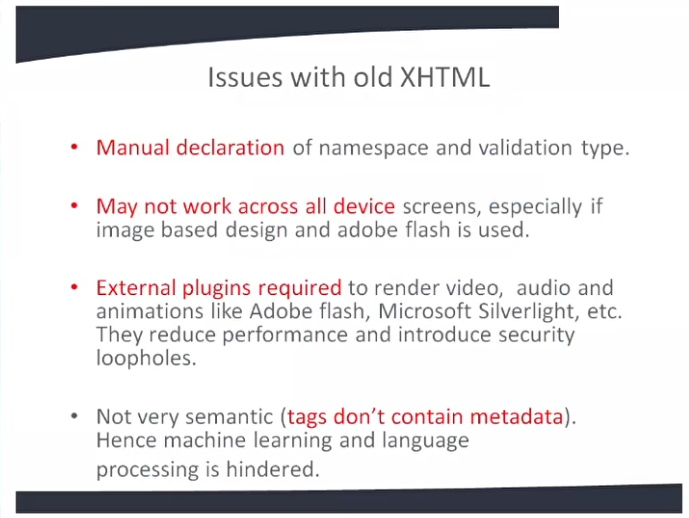 Issues with old XHTML
• Manual declaration of namespace and validation type.
• May not work across all device screens, especially if
image based design and adobe flash is used.
• External plugins required to render video, audio and
animations like Adobe flash, Microsoft Silverlight, etc.
They reduce performance and introduce security
loopholes.
• Not very semantic (tags don't contain metadata).
Hence machine learning and language
processing is hindered.